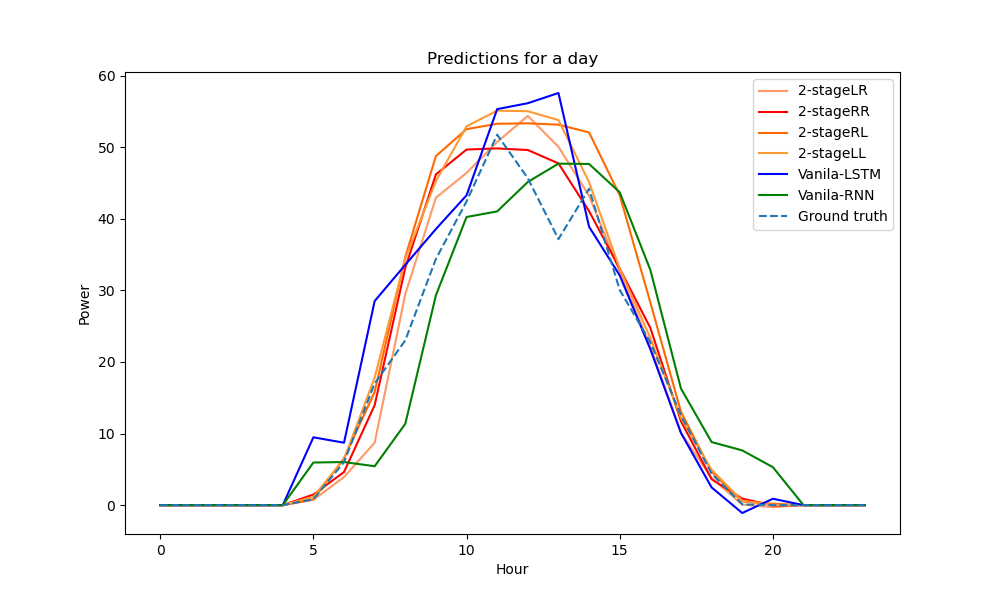 Predictions for a day
60
50
40
30
20
10
0
Power
2-stageLR
2-stageRR
2-stageRL
2-stageLL
Vanila-LSTM
Vanila-RNN
Ground truth
0 5 10 15 20
Hour